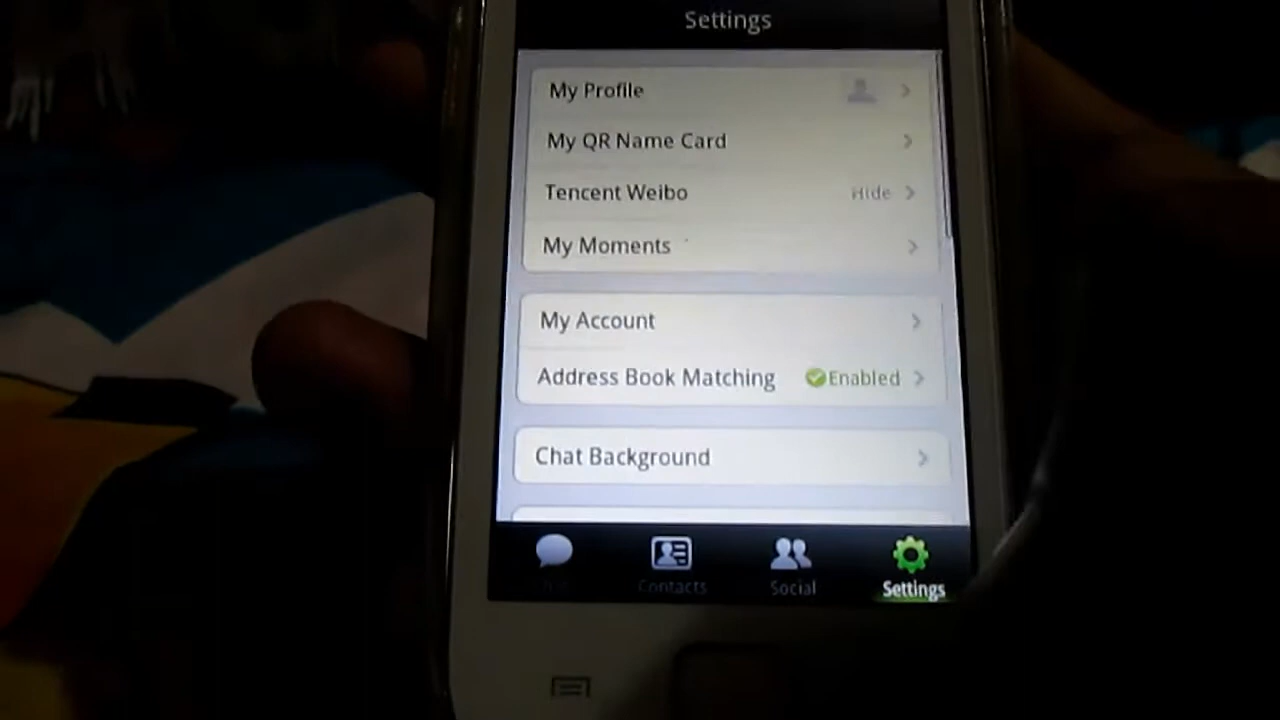 Settings
My Profile
My QR Name Card
Tencent Weibo Hide
My Moments
My Account
Address Book Matching Enabled
Chat Background
Contacts Social Settings